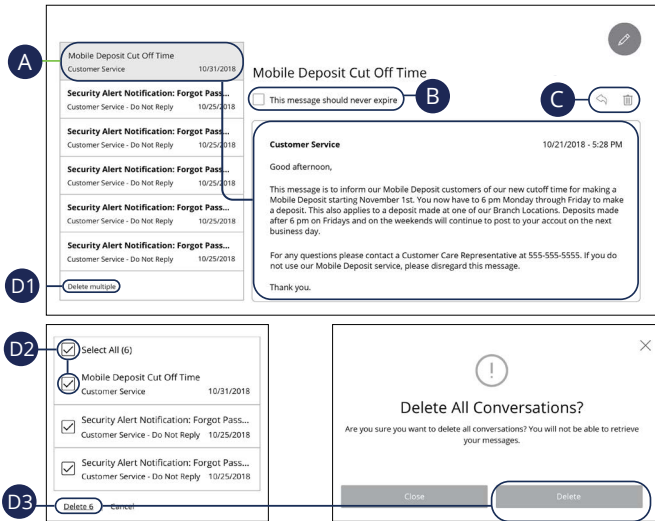 A
Mobile Deposit Cut Off Time
Customer Service 10/31/2018
Security Alert Notification: Forgot Pass...
Customer Service - Do Not Reply 10/25/2018
Security Alert Notification: Forgot Pass...
Customer Service - Do Not Reply 10/25/2018
Security Alert Notification: Forgot Pass...
Customer Service - Do Not Reply 10/25/2018
Security Alert Notification: Forgot Pass...
Customer Service - Do Not Reply 10/25/2018
Security Alert Notification: Forgot Pass...
Customer Service - Do Not Reply 10/25/2018
D1
Delete multiple
Mobile Deposit Cut Off Time
This message should never expire
B
C
Customer Service 10/21/2018 - 5:28 PM
Good afternoon,
This message is to inform our Mobile Deposit customers of our new cutoff time for making a
Mobile Deposit starting November 1st. You now have to 6 pm Monday through Friday to make
a deposit. This also applies to a deposit made at one of our Branch Locations. Deposits made
after 6 pm on Fridays and on the weekends will continue to post to your accout on the next
business day.
For any questions please contact a Customer Care Representative at 555-555-5555. If you do
not use our Mobile Deposit service, please disregard this message.
Thank you.
D2
Select All (6)
Mobile Deposit Cut Off Time
Customer Service 10/31/2018
Security Alert Notification: Forgot Pass...
Customer Service - Do Not Reply 10/25/2018
Security Alert Notification: Forgot Pass...
Customer Service - Do Not Reply 10/25/2018
D3
Delete 6 Cancel
Delete All Conversations?
Are you sure you want to delete all conversations? You will not be able to retrieve
your messages.
Close Delete